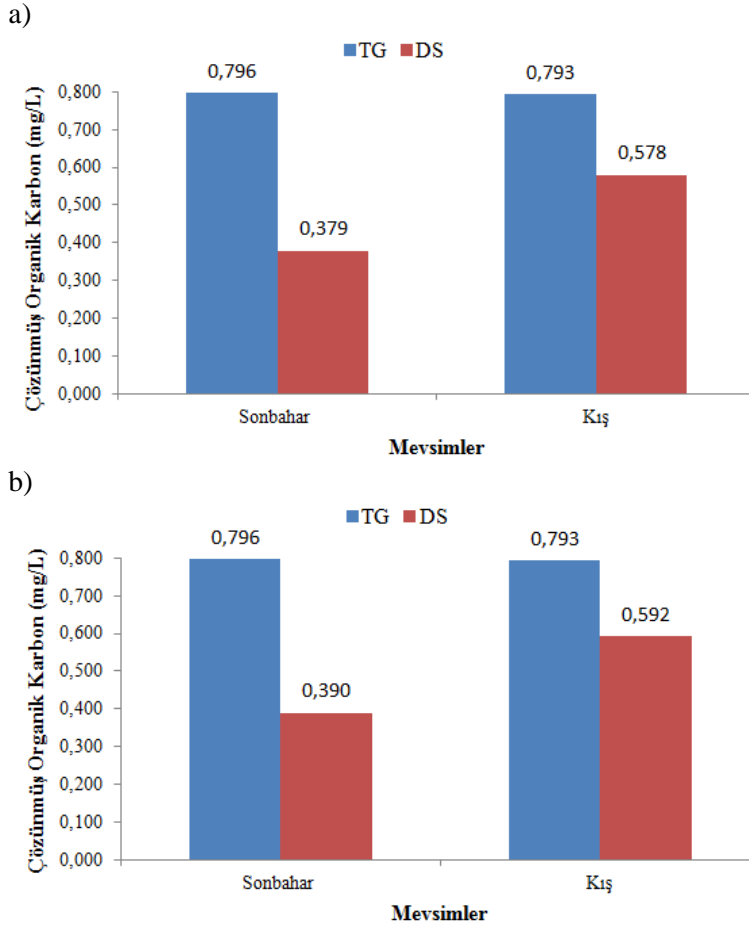 a)
TG DS
0,796
0,793
0,578
0,379
Çözünmüş Organik Karbon (mg/L)
0,800
0,700
0,600
0,500
0,400
0,300
0,200
0,100
0,000
Sonbahar
Kış
Mevsimler
b)
TG DS
0,796
0,793
0,592
0,390
Çözünmüş Organik Karbon (mg/L)
0,800
0,700
0,600
0,500
0,400
0,300
0,200
0,100
0,000
Sonbahar
Kış
Mevsimler